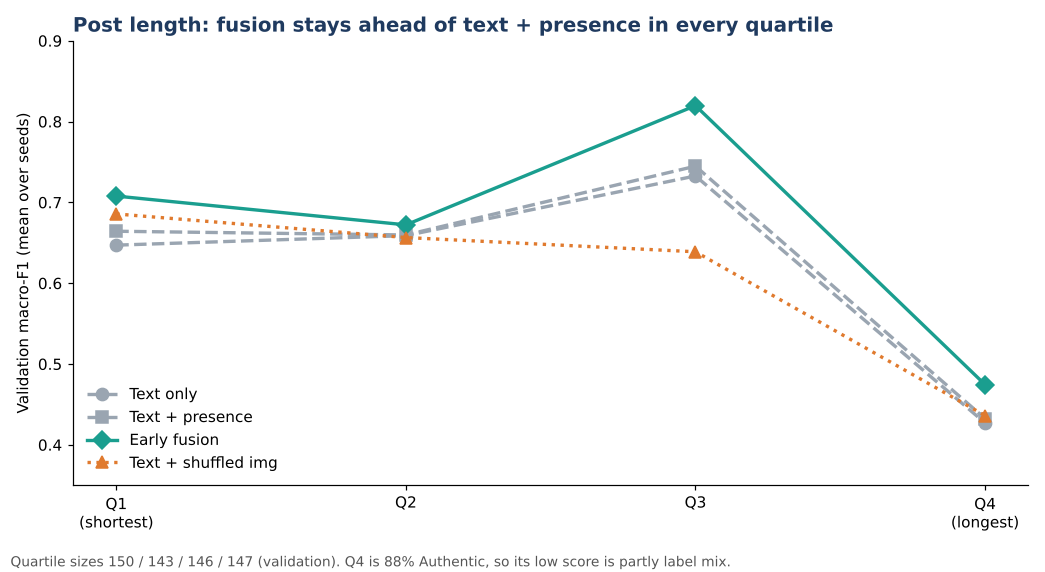 Post length: fusion stays ahead of text + presence in every quartile
Validation macro-F1 (mean over seeds)
0.9
0.8
0.7
0.6
0.5
0.4
Text only
Text + presence
Early fusion
Text + shuffled img
Q1
(shortest)
Q2
Q3
Q4
(longest)
Quartile sizes 150 / 143 / 146 / 147 (validation). Q4 is 88% Authentic, so its low score is partly label mix.